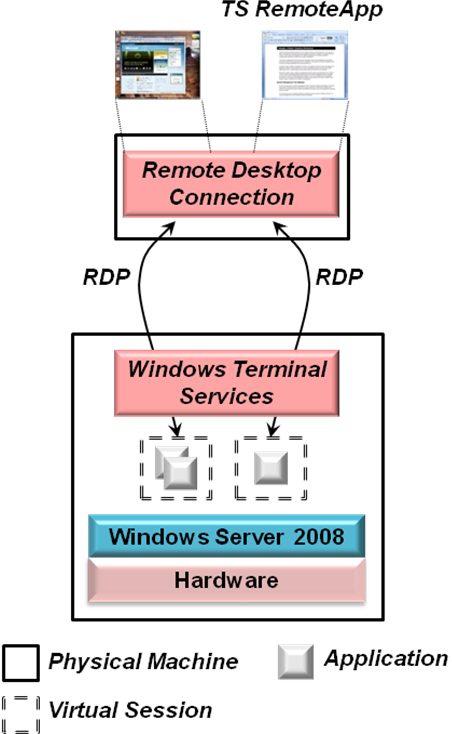 TS RemoteApp
Remote Desktop
Connection
RDP
RDP
Windows Terminal
Services
Windows Server 2008
Hardware
Physical Machine
Application
Virtual Session